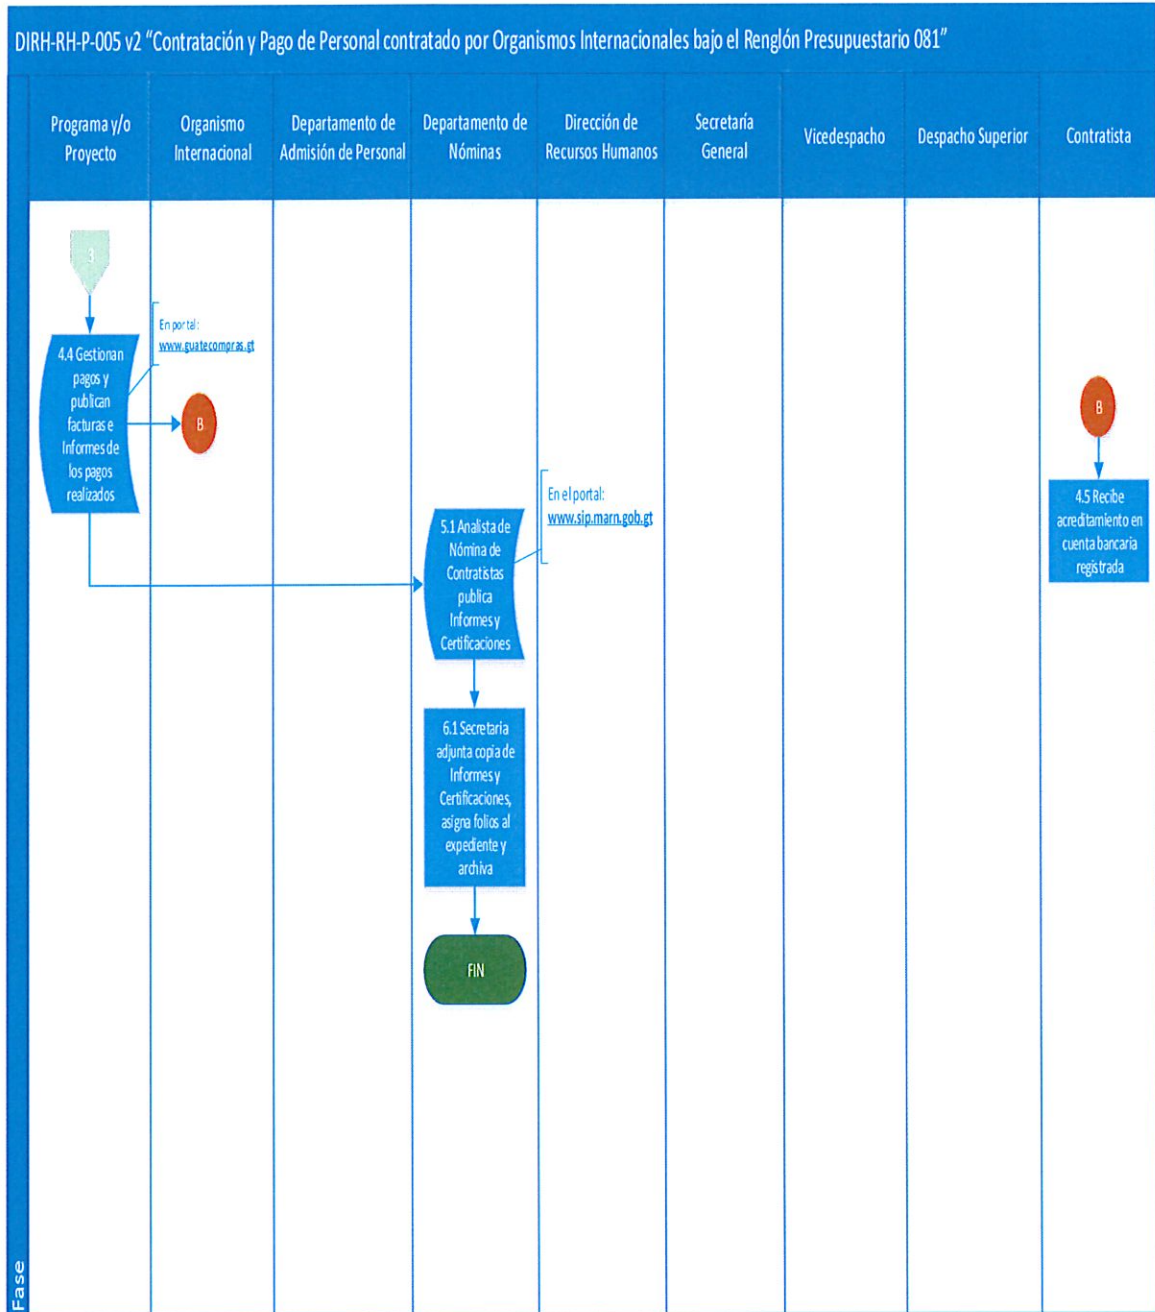 DIRH-RH-P-005 v2 "Contratación y Pago de Personal contratado por Organismos Internacionales bajo el Renglón Presupuestario 081"
Programa y/o
Proyecto
Organismo
Internacional
Departamento de
Admisión de Personal
Departamento de
Nóminas
Dirección de
Recursos Humanos
Secretaría
General
Vicedespacho
Despacho Superior
Contratista
3
En portal:
www.guatecompras.gt
4.4 Gestionan
pagos y
publican
facturas e
Informes de
los pagos
realizados
B
B
4.5 Recibe
acreditamiento en
cuenta bancaria
registrada
En el portal:
www.sip.marn.gob.gt
5.1 Analista de
Nómina de
Contratistas
publica
Informes y
Certificaciones
6.1 Secretaria
adjunta copia de
Informes y
Certificaciones,
asigna folios al
expediente y
archiva
FIN
Fase